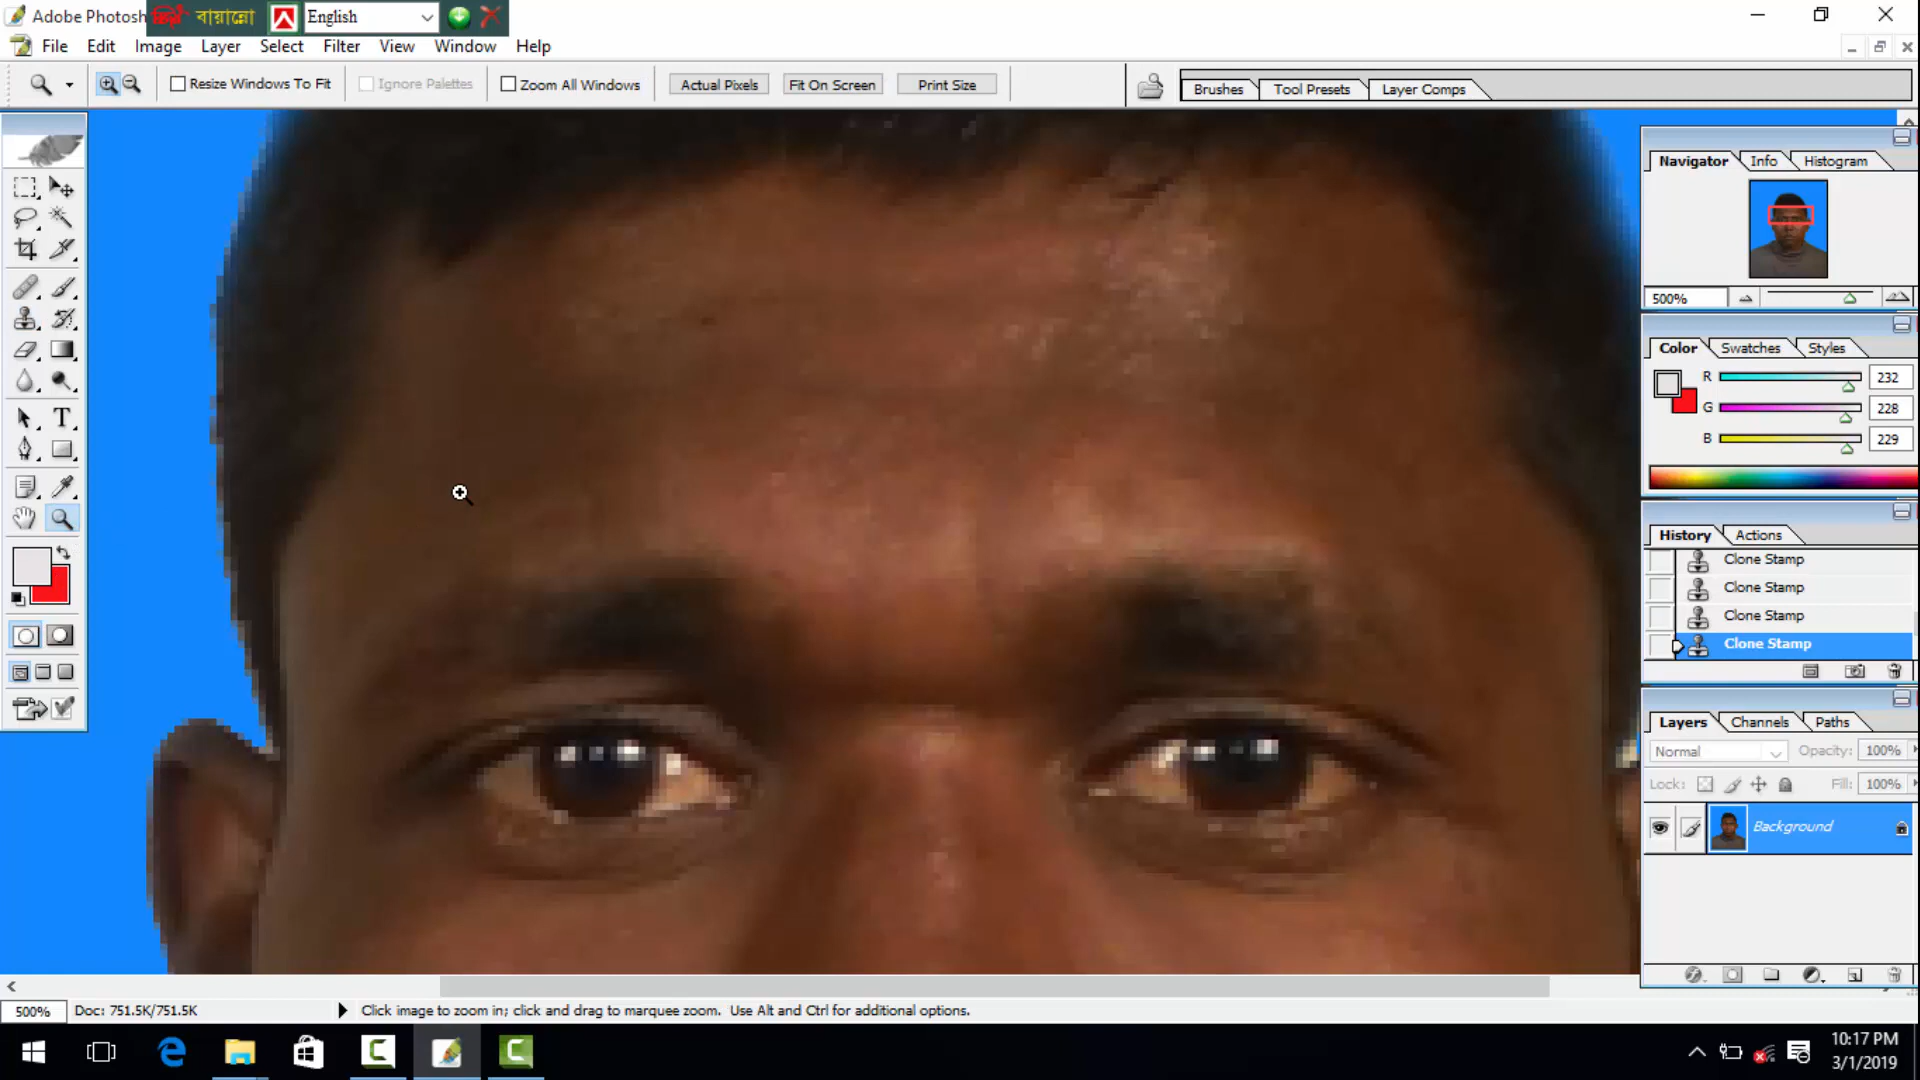 Adobe Photosh
বায়ান্নো
English
File Edit Image Layer Select Filter View Window Help
Resize Windows To Fit Ignore Palettes Zoom All Windows Actual Pixels Fit On Screen Print Size Brushes Tool Presets Layer Comps
Navigator Info Histogram
500%
Color Swatches Styles
R 232
G 228
B 229
T
History Actions
Clone Stamp
Clone Stamp
Clone Stamp
Clone Stamp
Layers Channels Paths
Normal Opacity: 100%
Lock: Fill: 100%
Background
500% Doc: 751.5K/751.5K Click image to zoom in; click and drag to marquee zoom. Use Alt and Ctrl for additional options.
10:17 PM
3/1/2019